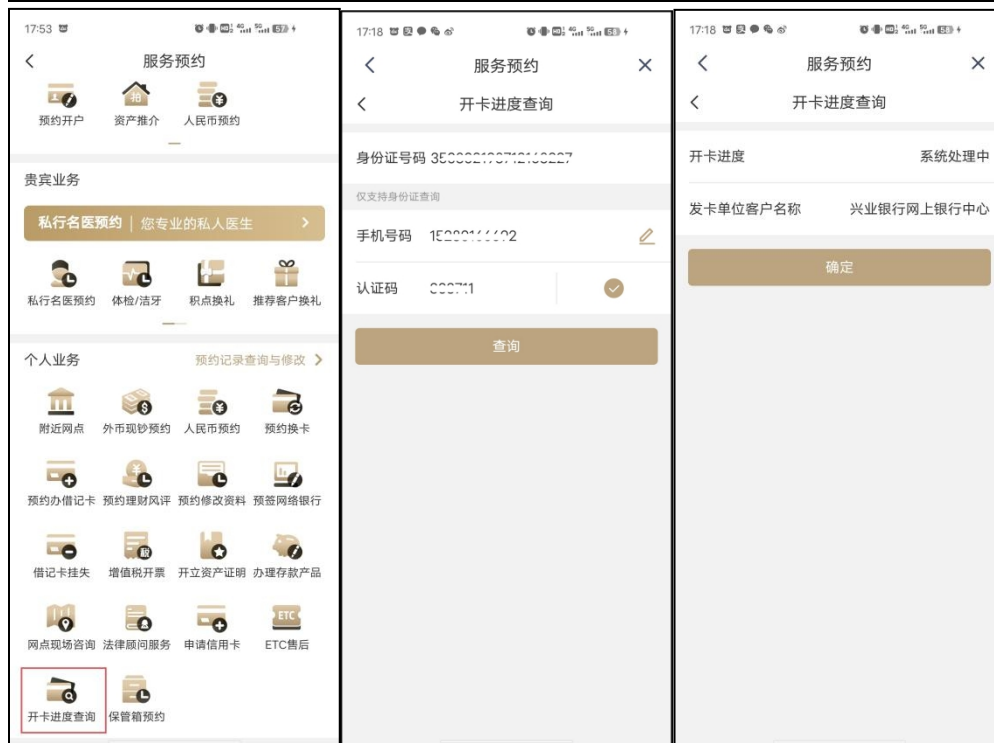 17:53
服务预约
预约开户 资产推介 人民币预约
贵宾业务
私行名医预约 | 您专业的私人医生
私行名医预约 体检/洁牙 积点换礼 推荐客户换礼
个人业务 预约记录查询与修改
附近网点 外币现钞预约 人民币预约 预约换卡
预约办借记卡 预约理财风评 预约修改资料 预签网络银行
借记卡挂失 增值税开票 开立资产证明 办理存款产品
网点现场咨询 法律顾问服务 申请信用卡 ETC售后
开卡进度查询 保管箱预约
17:18
服务预约
开卡进度查询
身份证号码
仅支持身份证查询
手机号码
认证码
查询
17:18
服务预约
开卡进度查询
开卡进度 系统处理中
发卡单位客户名称 兴业银行网上银行中心
确定